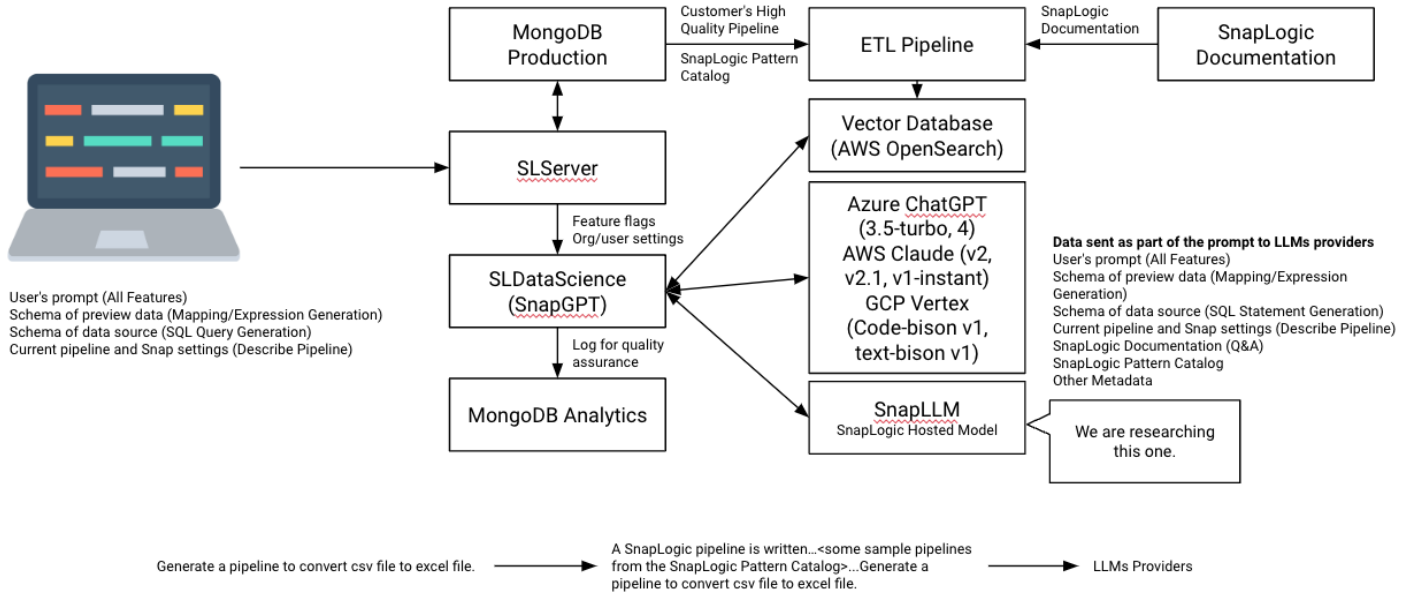 MongoDB
Production
Customer's High
Quality Pipeline
SnapLogic Pattern
Catalog
ETL Pipeline
SnapLogic
Documentation
SnapLogic
Documentation
Vector Database
(AWS OpenSearch)
SLServer
Feature flags
Org/user settings
Azure ChatGPT
(3.5-turbo, 4)
AWS Claude (v2,
v2.1, v1-instant)
GCP Vertex
(Code-bison v1,
text-bison v1)
SLDataScience
(SnapGPT)
Log for quality
assurance
MongoDB Analytics
SnapLLM
SnapLogic Hosted Model
We are researching
this one.
User's prompt (All Features)
Schema of preview data (Mapping/Expression Generation)
Schema of data source (SQL Query Generation)
Current pipeline and Snap settings (Describe Pipeline)
Data sent as part of the prompt to LLMs providers
User's prompt (All Features)
Schema of preview data (Mapping/Expression
Generation)
Schema of data source (SQL Statement Generation)
Current pipeline and Snap settings (Describe Pipeline)
SnapLogic Documentation (Q&A)
SnapLogic Pattern Catalog
Other Metadata
Generate a pipeline to convert csv file to excel file.
A SnapLogic pipeline is written...<some sample pipelines
from the SnapLogic Pattern Catalog>...Generate a
pipeline to convert csv file to excel file.
LLMs Providers